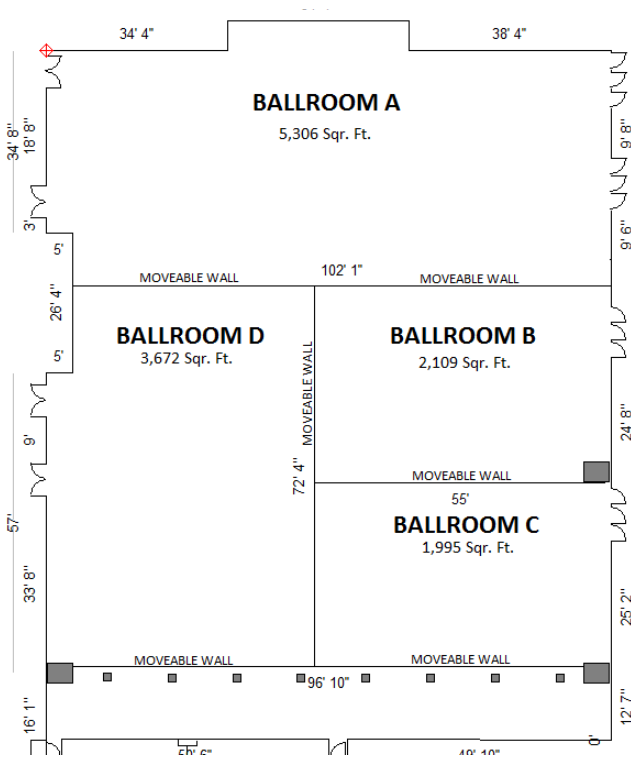 34' 4"
38' 4"
BALLROOM A
5,306 Sqr. Ft.
34' 8"
18' 8"
9' 8"
3'
9' 6"
5'
102' 1"
MOVEABLE WALL
MOVEABLE WALL
26' 4"
BALLROOM D
3,672 Sqr. Ft.
BALLROOM B
2,109 Sqr. Ft.
5'
MOVEABLE WALL
24' 8"
9'
72' 4"
MOVEABLE WALL
55'
BALLROOM C
1,995 Sqr. Ft.
57'
33' 8"
25' 2"
MOVEABLE WALL
MOVEABLE WALL
96' 10"
16' 1"
12' 7"
49' 10"